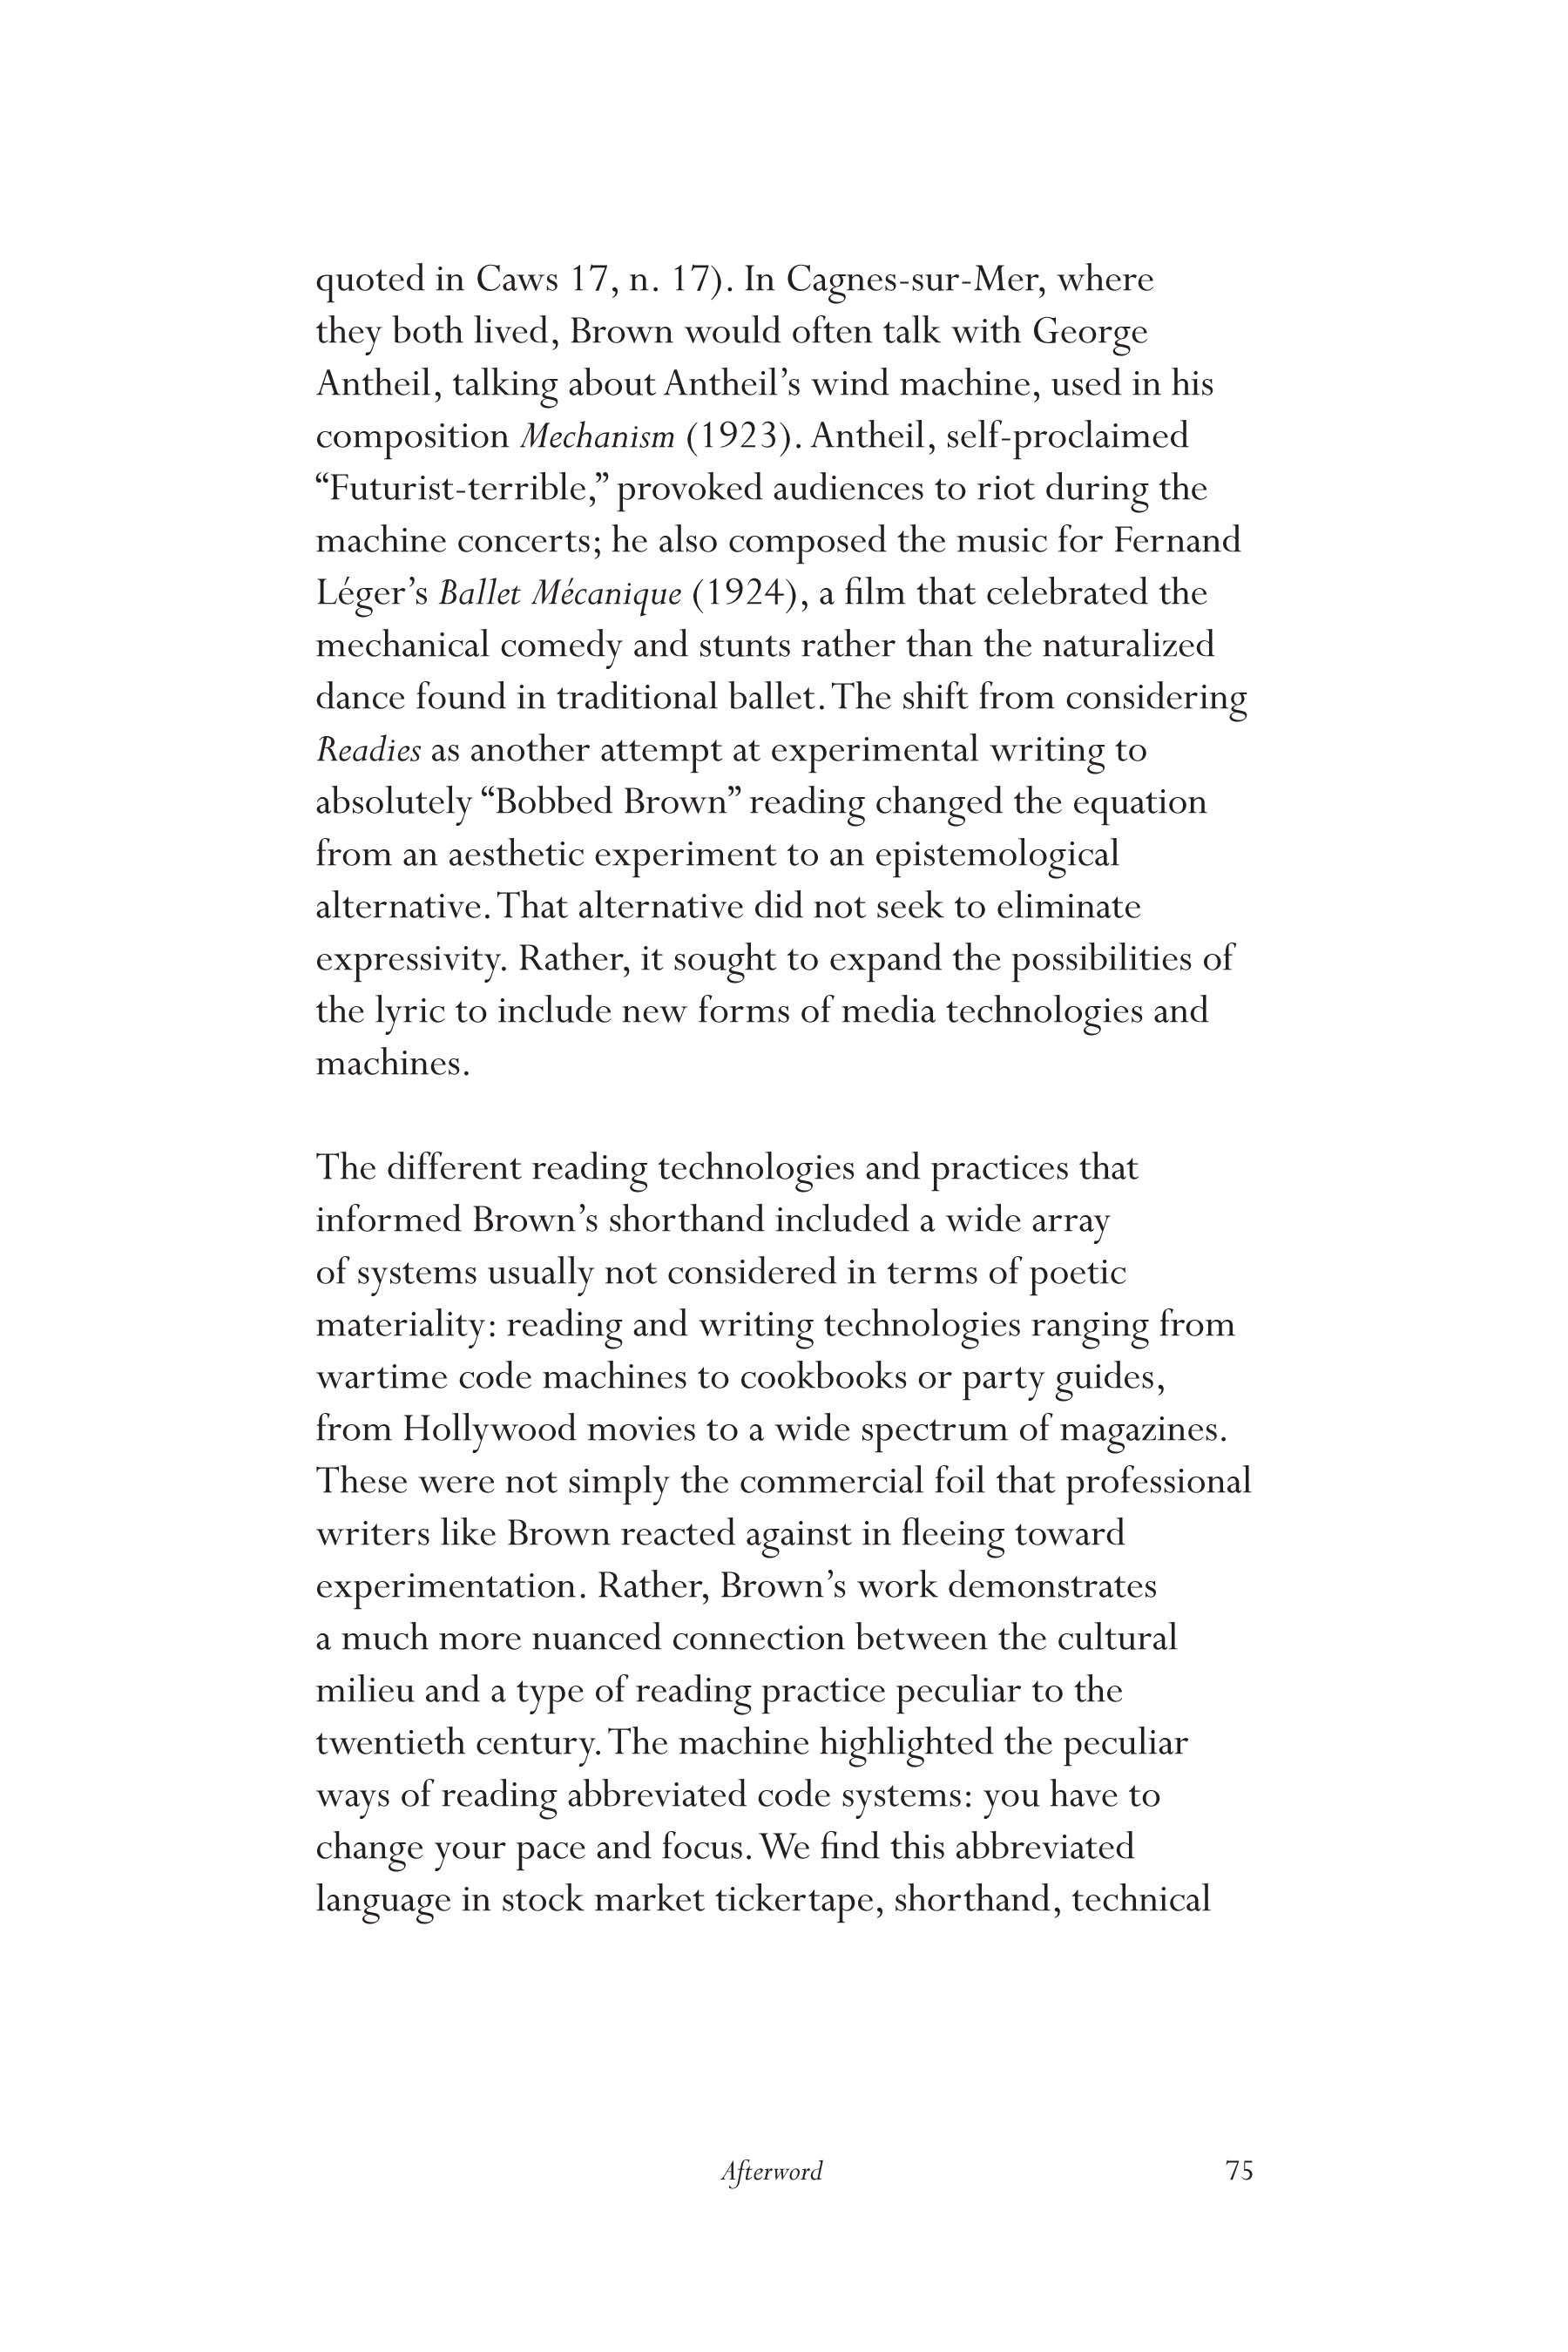 quoted in Caws 17, n. 17). In Cagnes-sur-Mer, where
they both lived, Brown would often talk with George
Antheil, talking about Antheil’s wind machine, used in his
composition Mechanism (1923). Antheil, self-proclaimed
“Futurist-terrible,” provoked audiences to riot during the
machine concerts; he also composed the music for Fernand
Léger’s Ballet Mécanique (1924), a film that celebrated the
mechanical comedy and stunts rather than the naturalized
dance found in traditional ballet. The shift from considering
Readies as another attempt at experimental writing to
absolutely “Bobbed Brown” reading changed the equation
from an aesthetic experiment to an epistemological
alternative. That alternative did not seek to eliminate
expressivity. Rather, it sought to expand the possibilities of
the lyric to include new forms of media technologies and
machines.
The different reading technologies and practices that
informed Brown’s shorthand included a wide array
of systems usually not considered in terms of poetic
materiality: reading and writing technologies ranging from
wartime code machines to cookbooks or party guides,
from Hollywood movies to a wide spectrum of magazines.
These were not simply the commercial foil that professional
writers like Brown reacted against in fleeing toward
experimentation. Rather, Brown’s work demonstrates
a much more nuanced connection between the cultural
milieu and a type of reading practice peculiar to the
twentieth century. The machine highlighted the peculiar
ways of reading abbreviated code systems: you have to
change your pace and focus. We find this abbreviated
language in stock market tickertape, shorthand, technical
Afterword 75